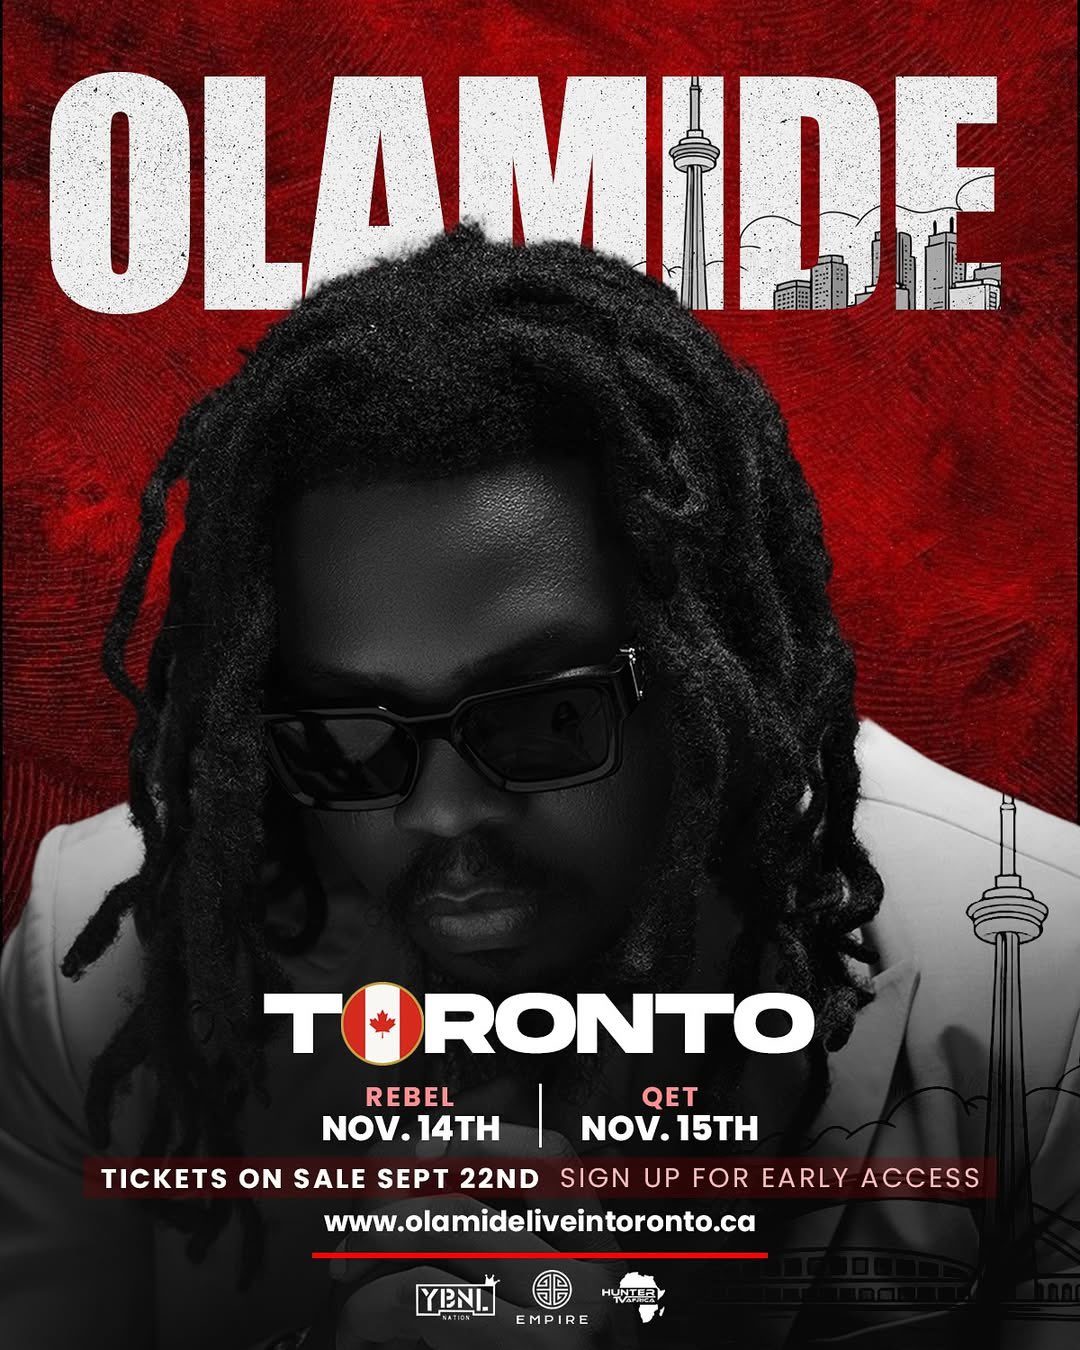 OLAMIDE
TORONTO
REBEL
NOV. 14TH
QET
NOV. 15TH
TICKETS ON SALE SEPT 22ND SIGN UP FOR EARLY ACCESS
www.olamideliveintoronto.ca
YBNL
NATION
EMPIRE
HUNTER
TV AFRICA